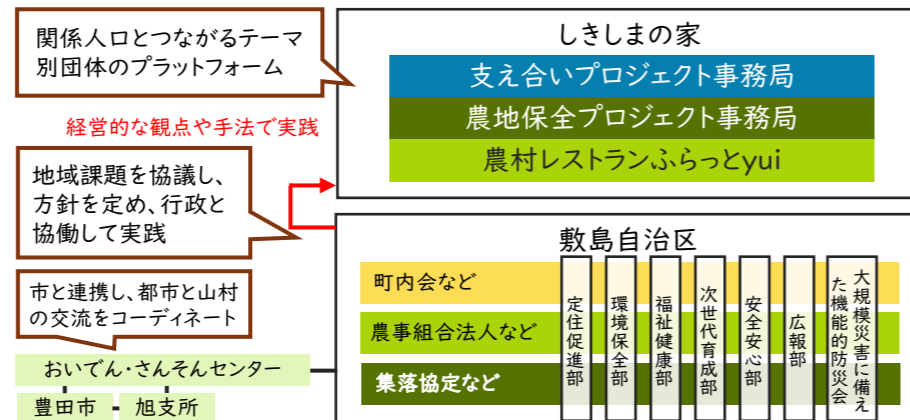 関係人口とつながるテーマ
別団体のプラットフォーム
しきしまの家
支え合いプロジェクト事務局
農地保全プロジェクト事務局
農村レストランふらっとyui
経営的な観点や手法で実践
地域課題を協議し、
方針を定め、行政と
協働して実践
敷島自治区
町内会など
農事組合法人など
集落協定など
定住促進部
環境保全部
福祉健康部
次世代育成部
安全安心部
広報部
大規模災害に備え
た機能的防災会
市と連携し、都市と山村
の交流をコーディネート
おいでん・さんそんセンター
豊田市
旭支所